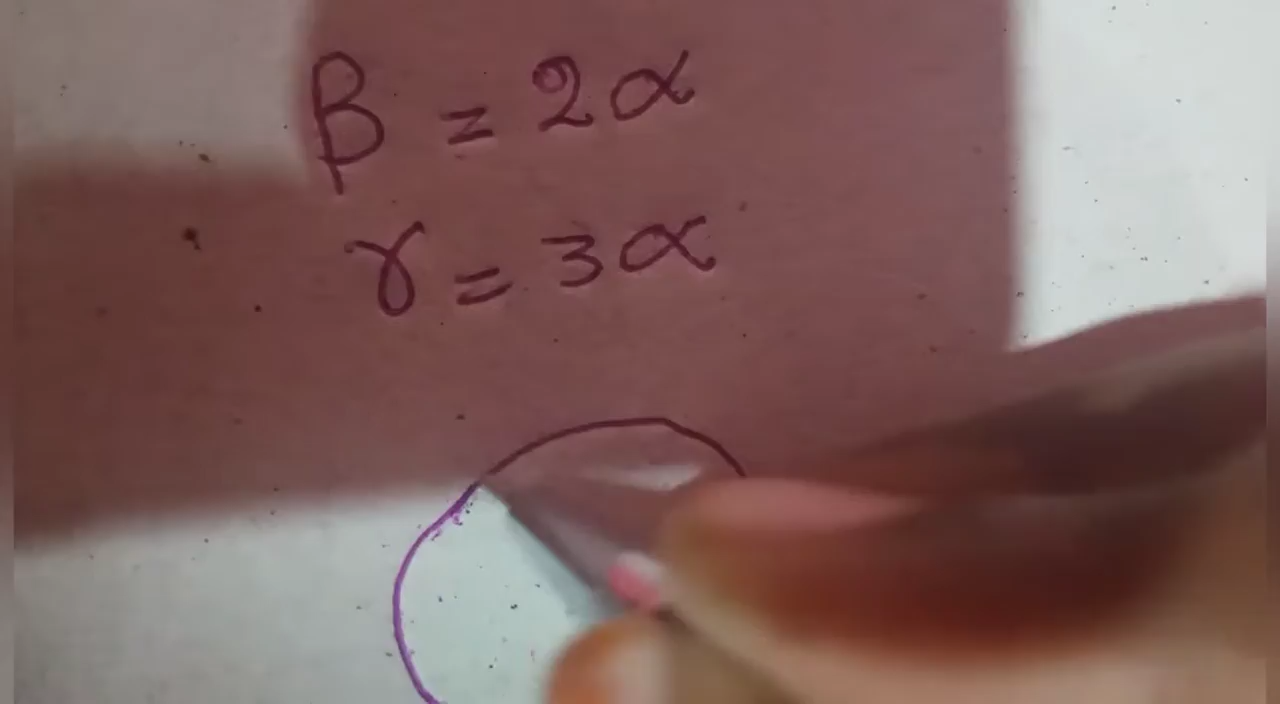 β = 2α
γ = 3α